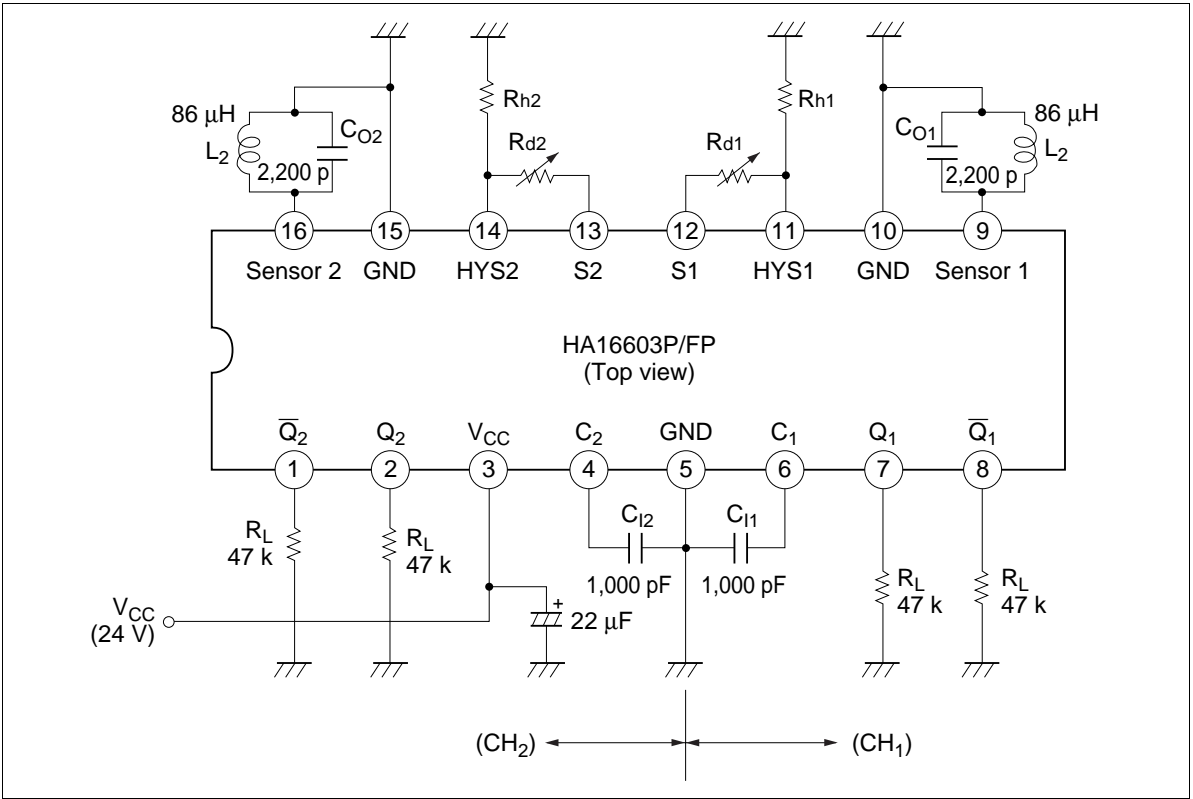 86 μH
L2
CO2
2,200 p
Rh2
Rd2
Rd1
Rh1
CO1
2,200 p
86 μH
L2
16 15 14 13 12 11 10 9
Sensor 2 GND HYS2 S2 S1 HYS1 GND Sensor 1
HA16603P/FP
(Top view)
Q̅2 Q2 VCC C2 GND C1 Q1 Q̅1
1 2 3 4 5 6 7 8
RL
47 k
RL
47 k
CI2
1,000 pF
CI1
1,000 pF
RL
47 k
RL
47 k
VCC
(24 V)
+
22 μF
(CH2) (CH1)